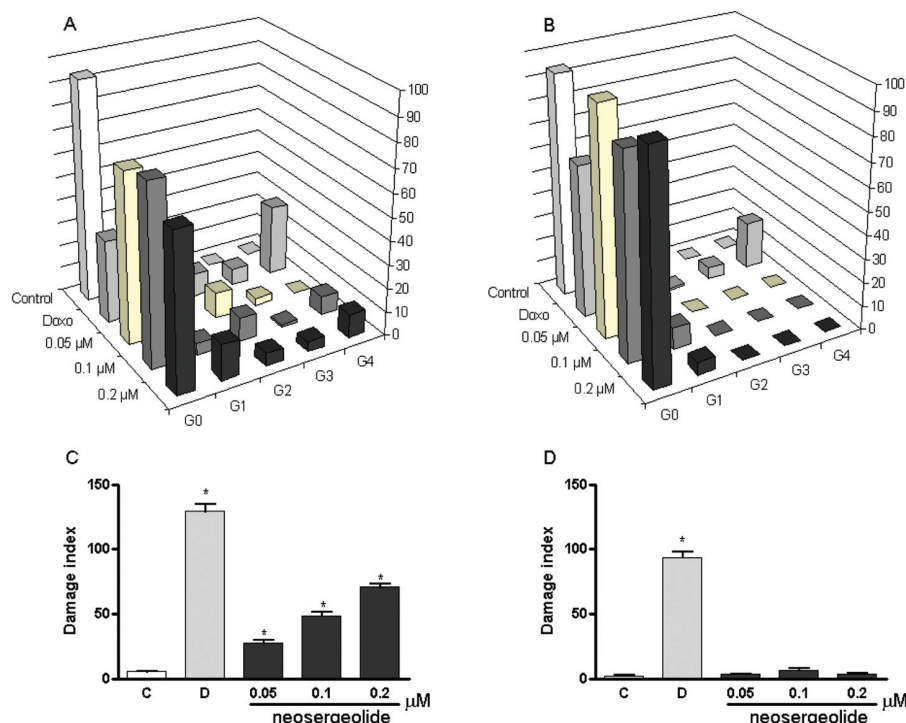 A
B
100
90
80
70
60
50
40
30
20
10
0
Control
Doxo
0.05 μM
0.1 μM
0.2 μM
G0
G1
G2
G3
G4
100
90
80
70
60
50
40
30
20
10
0
Control
Doxo
0.05 μM
0.1 μM
0.2 μM
G0
G1
G2
G3
G4
C
Damage index
150
100
50
0
*
*
*
*
C D 0.05 0.1 0.2 μM
neosergeolide
D
Damage index
150
100
50
0
*
C D 0.05 0.1 0.2 μM
neosergeolide